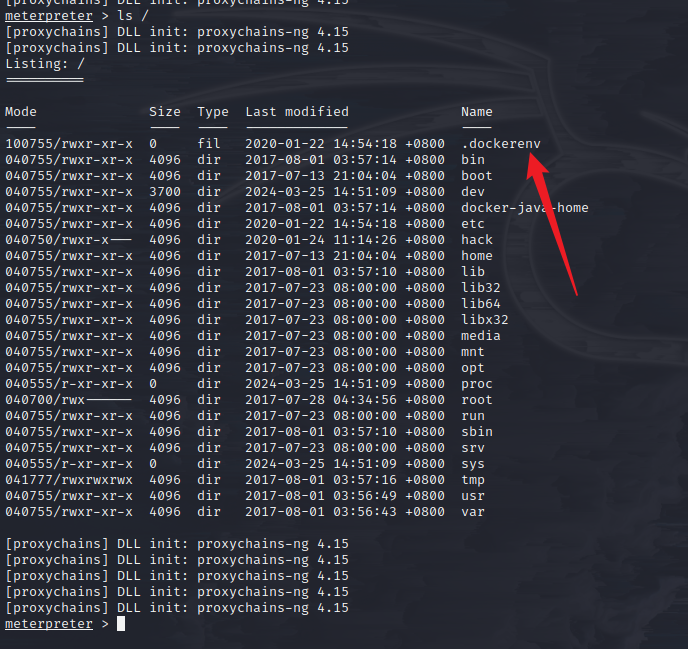 [proxychains] DLL init: proxychains-ng 4.15
meterpreter > ls /
[proxychains] DLL init: proxychains-ng 4.15
[proxychains] DLL init: proxychains-ng 4.15
Listing: /
==========
Mode Size Type Last modified Name
---- ---- ---- ------------- ----
100755/rwxr-xr-x 0 fil 2020-01-22 14:54:18 +0800 .dockerenv
040755/rwxr-xr-x 4096 dir 2017-08-01 03:57:14 +0800 bin
040755/rwxr-xr-x 4096 dir 2017-07-13 21:04:04 +0800 boot
040755/rwxr-xr-x 3700 dir 2024-03-25 14:51:09 +0800 dev
040755/rwxr-xr-x 4096 dir 2017-08-01 03:57:14 +0800 docker-java-home
040755/rwxr-xr-x 4096 dir 2020-01-22 14:54:18 +0800 etc
040750/rwxr-x--- 4096 dir 2020-01-24 11:14:26 +0800 hack
040755/rwxr-xr-x 4096 dir 2017-07-13 21:04:04 +0800 home
040755/rwxr-xr-x 4096 dir 2017-08-01 03:57:10 +0800 lib
040755/rwxr-xr-x 4096 dir 2017-07-23 08:00:00 +0800 lib32
040755/rwxr-xr-x 4096 dir 2017-07-23 08:00:00 +0800 lib64
040755/rwxr-xr-x 4096 dir 2017-07-23 08:00:00 +0800 libx32
040755/rwxr-xr-x 4096 dir 2017-07-23 08:00:00 +0800 media
040755/rwxr-xr-x 4096 dir 2017-07-23 08:00:00 +0800 mnt
040755/rwxr-xr-x 4096 dir 2017-07-23 08:00:00 +0800 opt
040555/r-xr-xr-x 0 dir 2024-03-25 14:51:09 +0800 proc
040700/rwx------ 4096 dir 2017-07-28 04:34:56 +0800 root
040755/rwxr-xr-x 4096 dir 2017-07-23 08:00:00 +0800 run
040755/rwxr-xr-x 4096 dir 2017-08-01 03:57:10 +0800 sbin
040755/rwxr-xr-x 4096 dir 2017-07-23 08:00:00 +0800 srv
040555/r-xr-xr-x 0 dir 2024-03-25 14:51:09 +0800 sys
041777/rwxrwxrwx 4096 dir 2017-08-01 03:57:16 +0800 tmp
040755/rwxr-xr-x 4096 dir 2017-08-01 03:56:49 +0800 usr
040755/rwxr-xr-x 4096 dir 2017-08-01 03:56:43 +0800 var
[proxychains] DLL init: proxychains-ng 4.15
[proxychains] DLL init: proxychains-ng 4.15
[proxychains] DLL init: proxychains-ng 4.15
[proxychains] DLL init: proxychains-ng 4.15
[proxychains] DLL init: proxychains-ng 4.15
meterpreter >